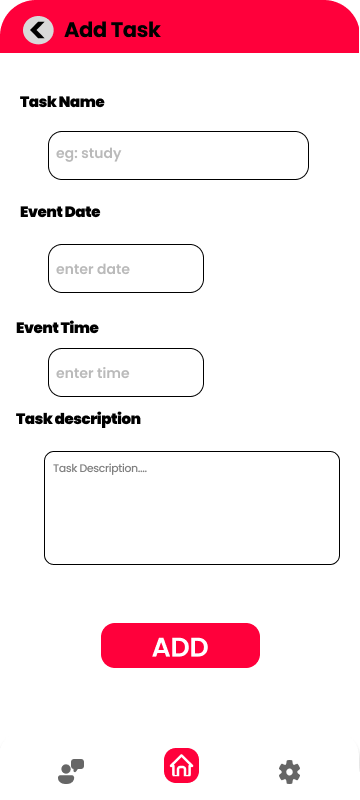 Add Task
Task Name
eg: study
Event Date
enter date
Event Time
enter time
Task description
Task Description....
ADD